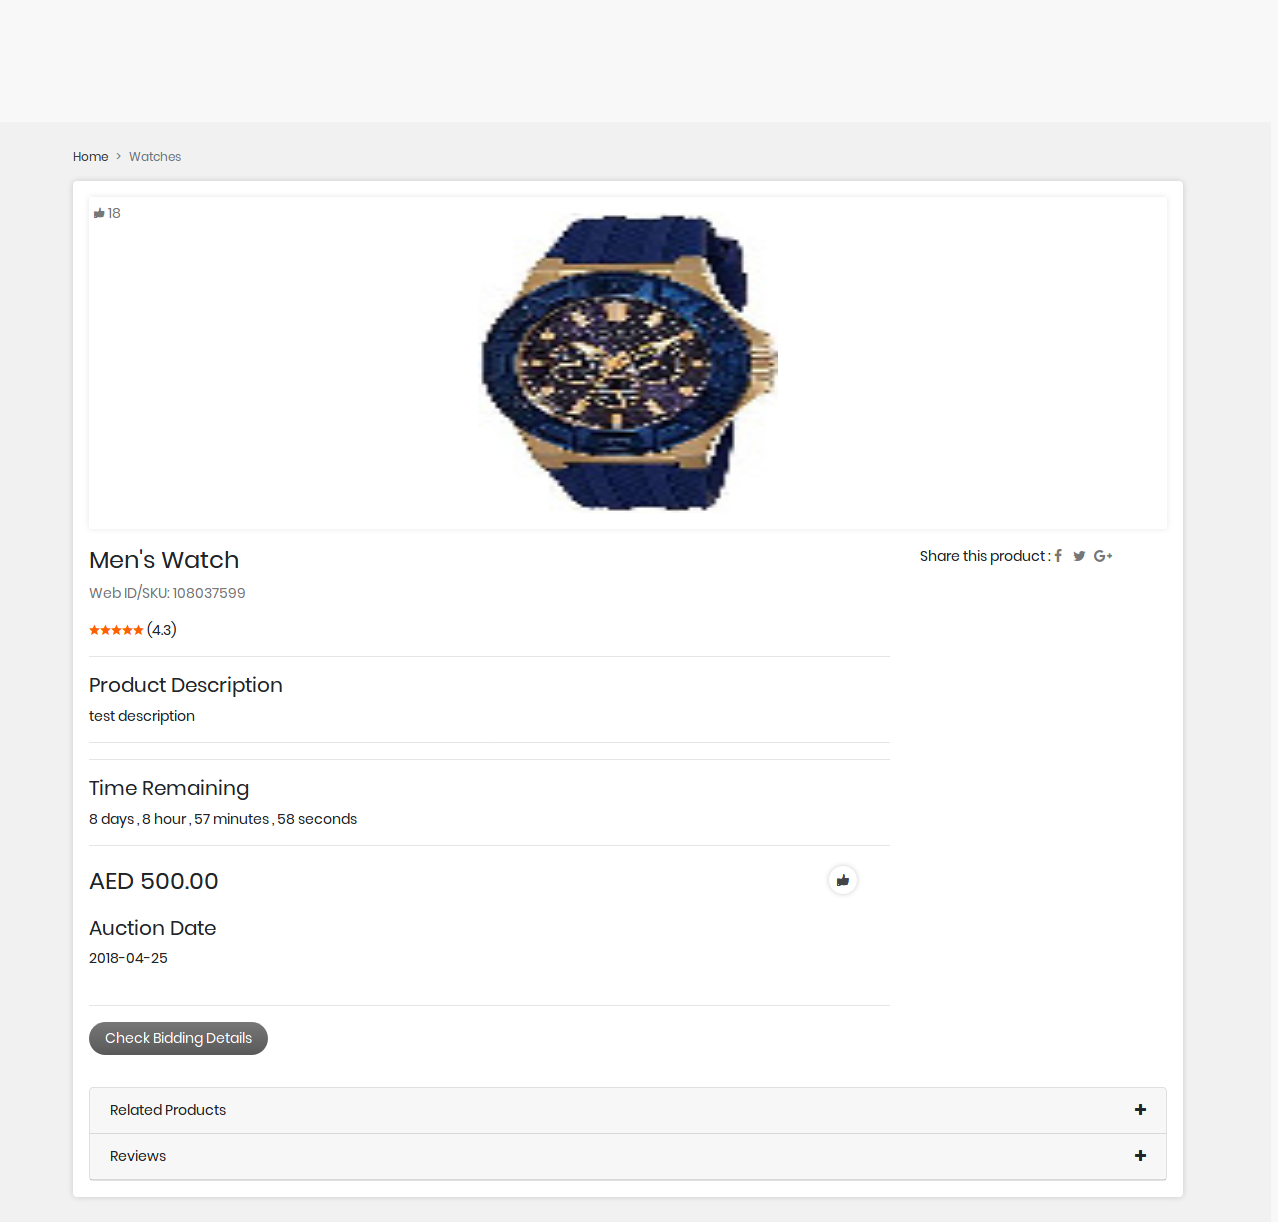 Home > Watches
18
Men's Watch
Share this product :
Web ID/SKU: 108037599
(4.3)
Product Description
test description
Time Remaining
8 days , 8 hour , 57 minutes , 58 seconds
AED 500.00
Auction Date
2018-04-25
Check Bidding Details
Related Products
Reviews